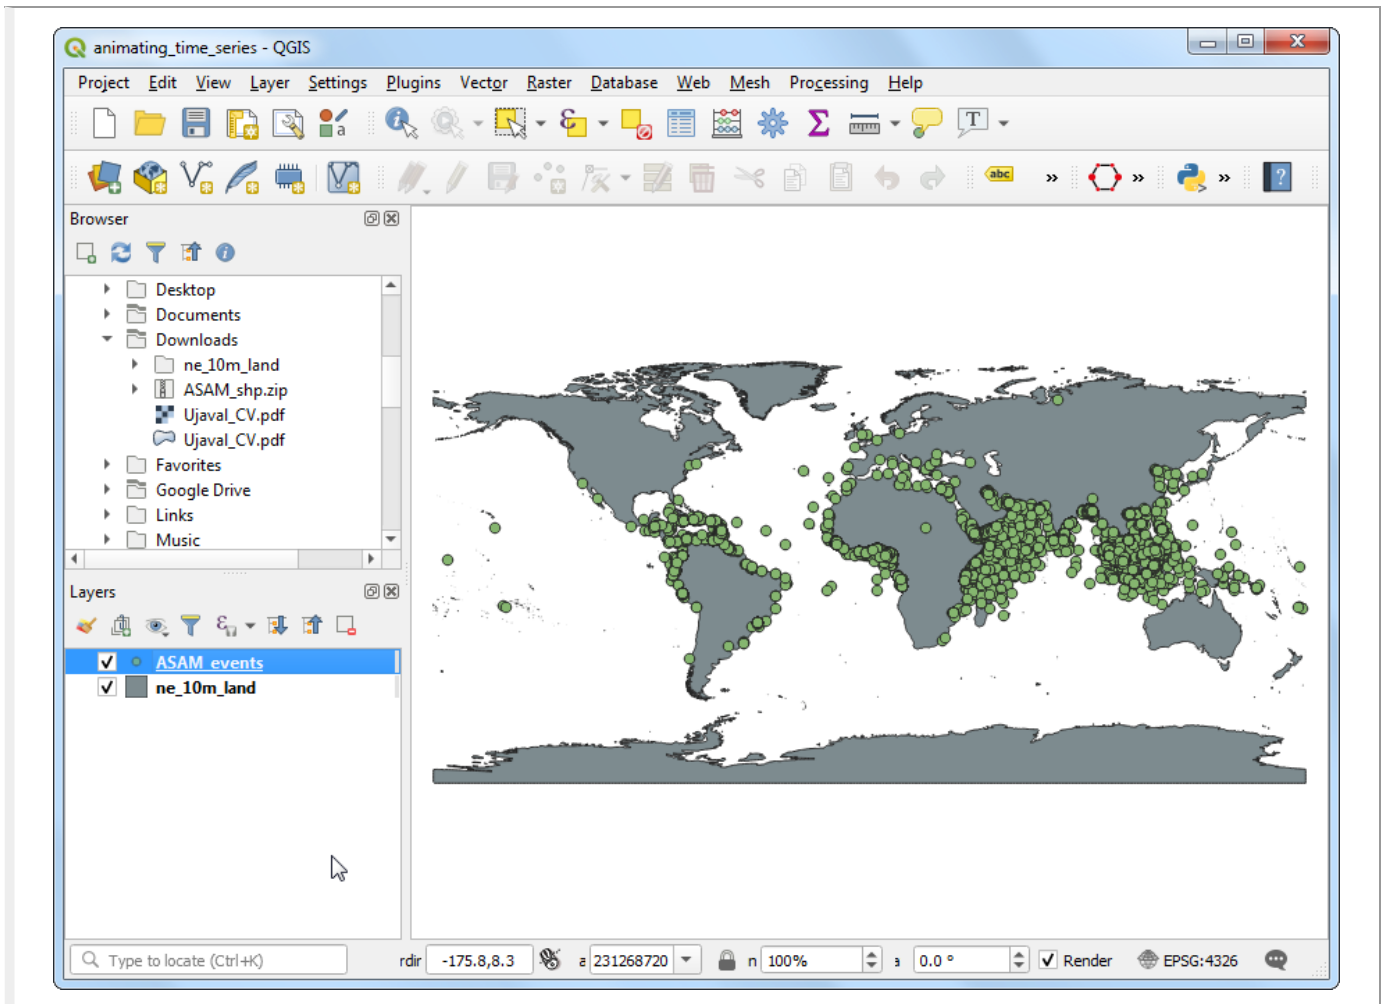 animating_time_series - QGIS
Project Edit View Layer Settings Plugins Vector Raster Database Web Mesh Processing Help
abc » » »
Browser
Desktop
Documents
Downloads
ne_10m_land
ASAM_shp.zip
Ujaval_CV.pdf
Ujaval_CV.pdf
Favorites
Google Drive
Links
Music
Layers
ASAM_events
ne_10m_land
Type to locate (Ctrl+K) rdir -175.8,8.3 a 231268720 n 100% a 0.0 ° Render EPSG:4326